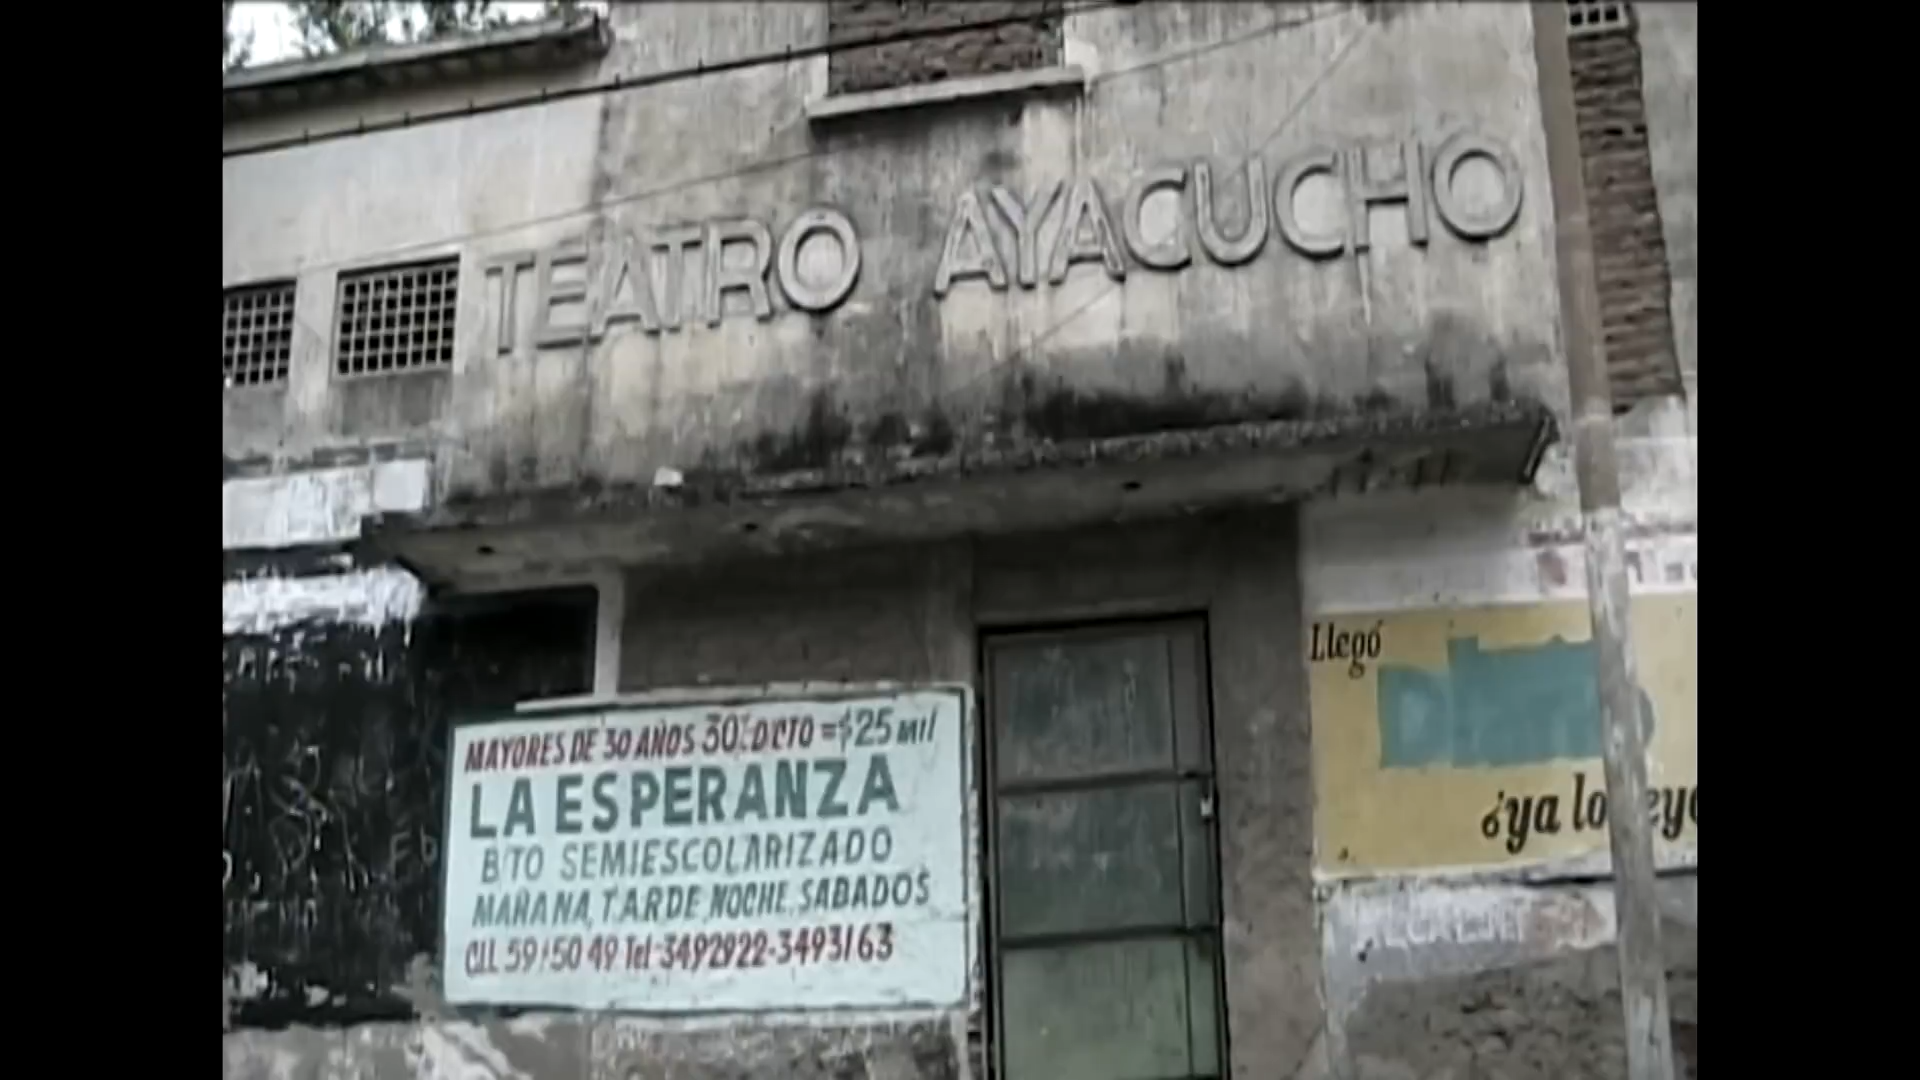 TEATRO AYACUCHO
MAYORES DE 30 AÑOS 30% DCTO = $25 mil
LA ESPERANZA
B/TO SEMIESCOLARIZADO
MAÑANA, TARDE, NOCHE, SABADOS
CLL 59 # 50 49 Tel: 3492922-3493163
Llegó
¿ya lo